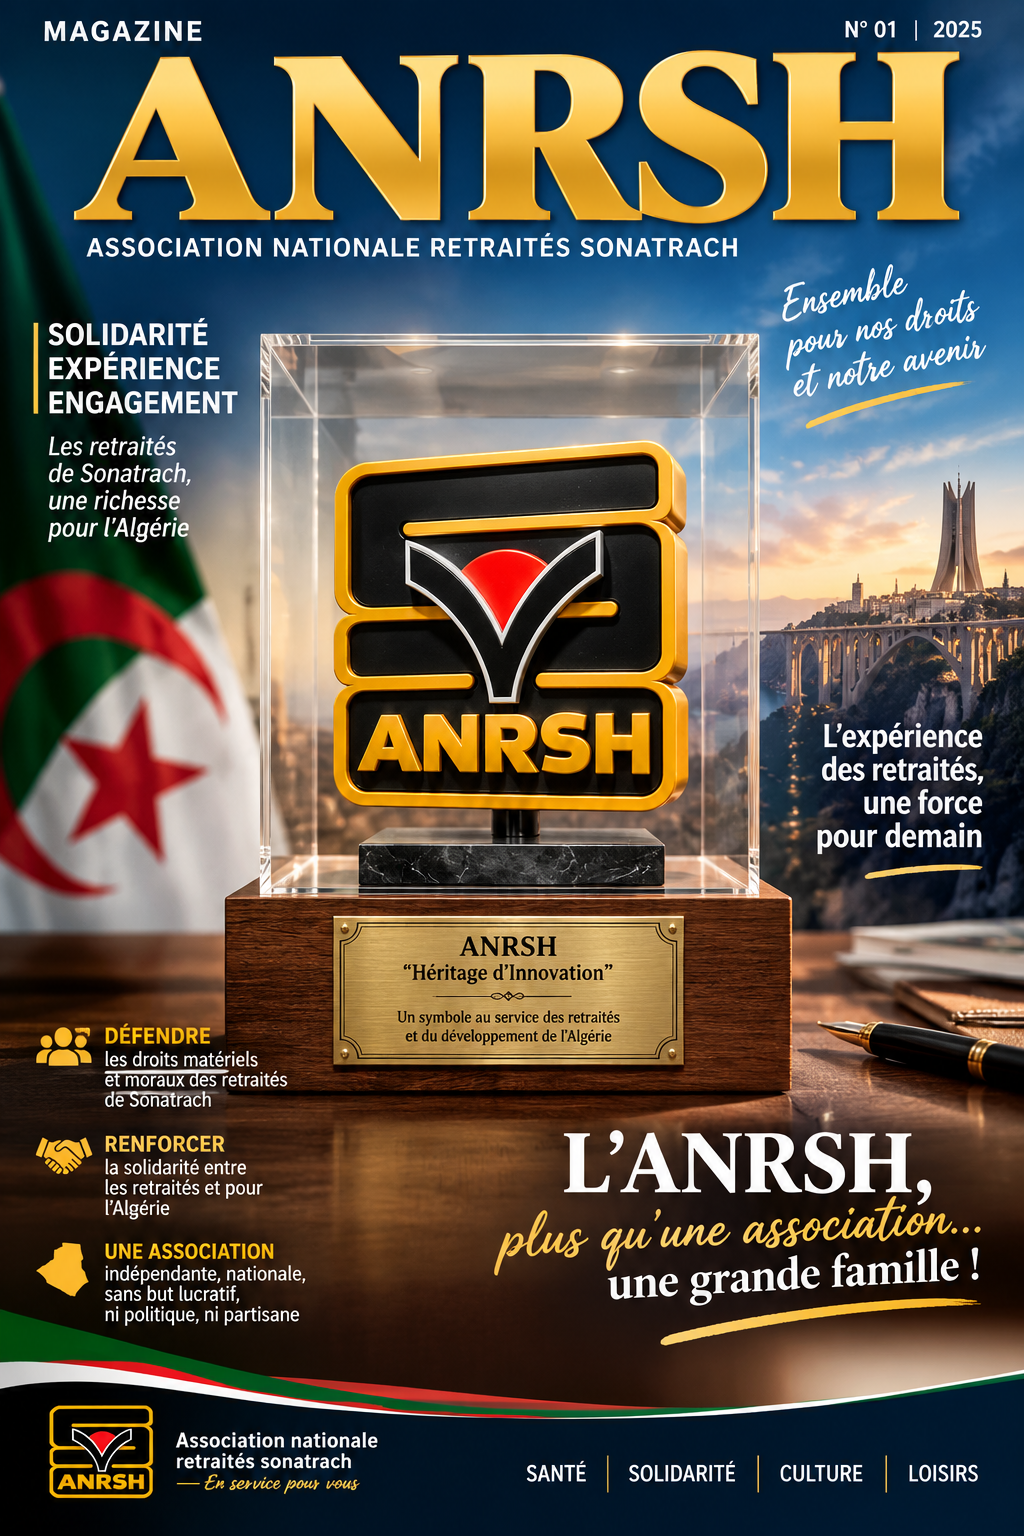 MAGAZINE
N° 01 | 2025
ANRSH
ASSOCIATION NATIONALE RETRAITÉS SONATRACH
Ensemble
pour nos droits
et notre avenir
SOLIDARITÉ
EXPÉRIENCE
ENGAGEMENT
Les retraités
de Sonatrach,
une richesse
pour l'Algérie
ANRSH
L'expérience
des retraités,
une force
pour demain
ANRSH
“Héritage d'Innovation”
Un symbole au service des retraités
et du développement de l'Algérie
DÉFENDRE
les droits matériels
et moraux des retraités
de Sonatrach
RENFORCER
la solidarité entre
les retraités et pour
l'Algérie
UNE ASSOCIATION
indépendante, nationale,
sans but lucratif,
ni politique, ni partisane
L'ANRSH,
plus qu'une association...
une grande famille !
ANRSH
Association nationale
retraités sonatrach
— En service pour vous
SANTÉ | SOLIDARITÉ | CULTURE | LOISIRS